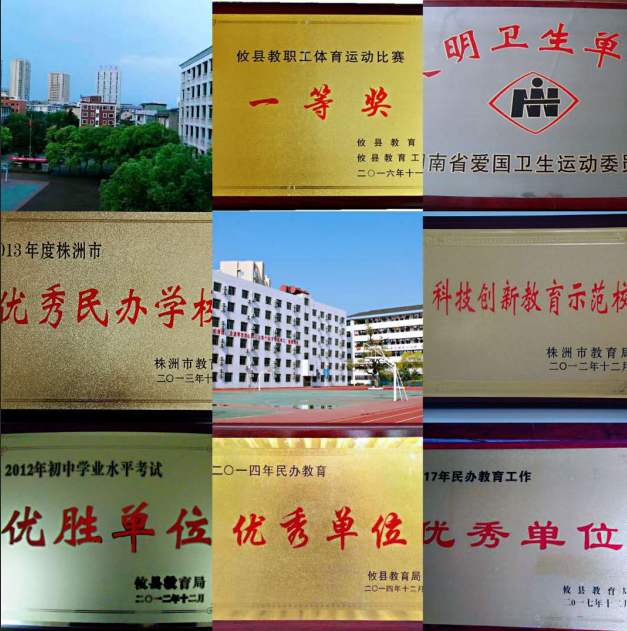 攸县教职工体育运动比赛
一等奖
攸县教育
攸县教育工
二〇一六年十一
明卫生单
南省爱国卫生运动委员
013年度株洲市
优秀民办学校
株洲市教育
二〇一三年十
科技创新教育示范校
株洲市教育局
二〇一二年十二月
2012年初中学业水平考试
优胜单位
攸县教育局
二〇一二年十二月
二〇一四年民办教育
优秀单位
攸县教育局
二〇一四年十二月
17年民办教育工作
优秀单位
攸县教育局
二〇一七年十二月